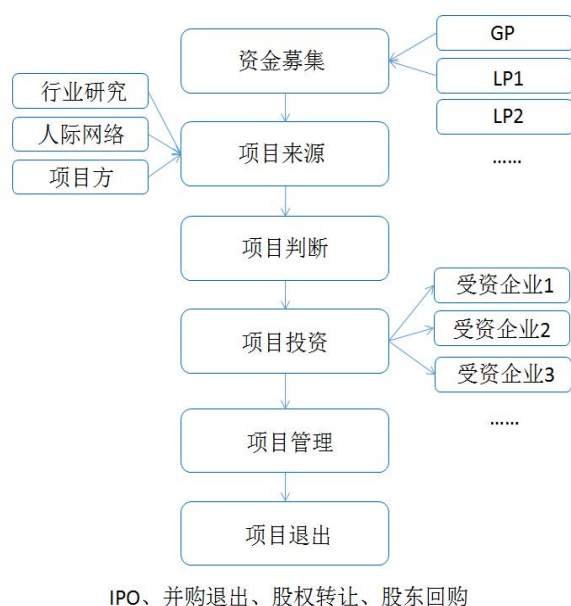 资金募集
GP
LP1
LP2
……
行业研究
人际网络
项目方
项目来源
项目判断
项目投资
受资企业1
受资企业2
受资企业3
……
项目管理
项目退出
IPO、并购退出、股权转让、股东回购